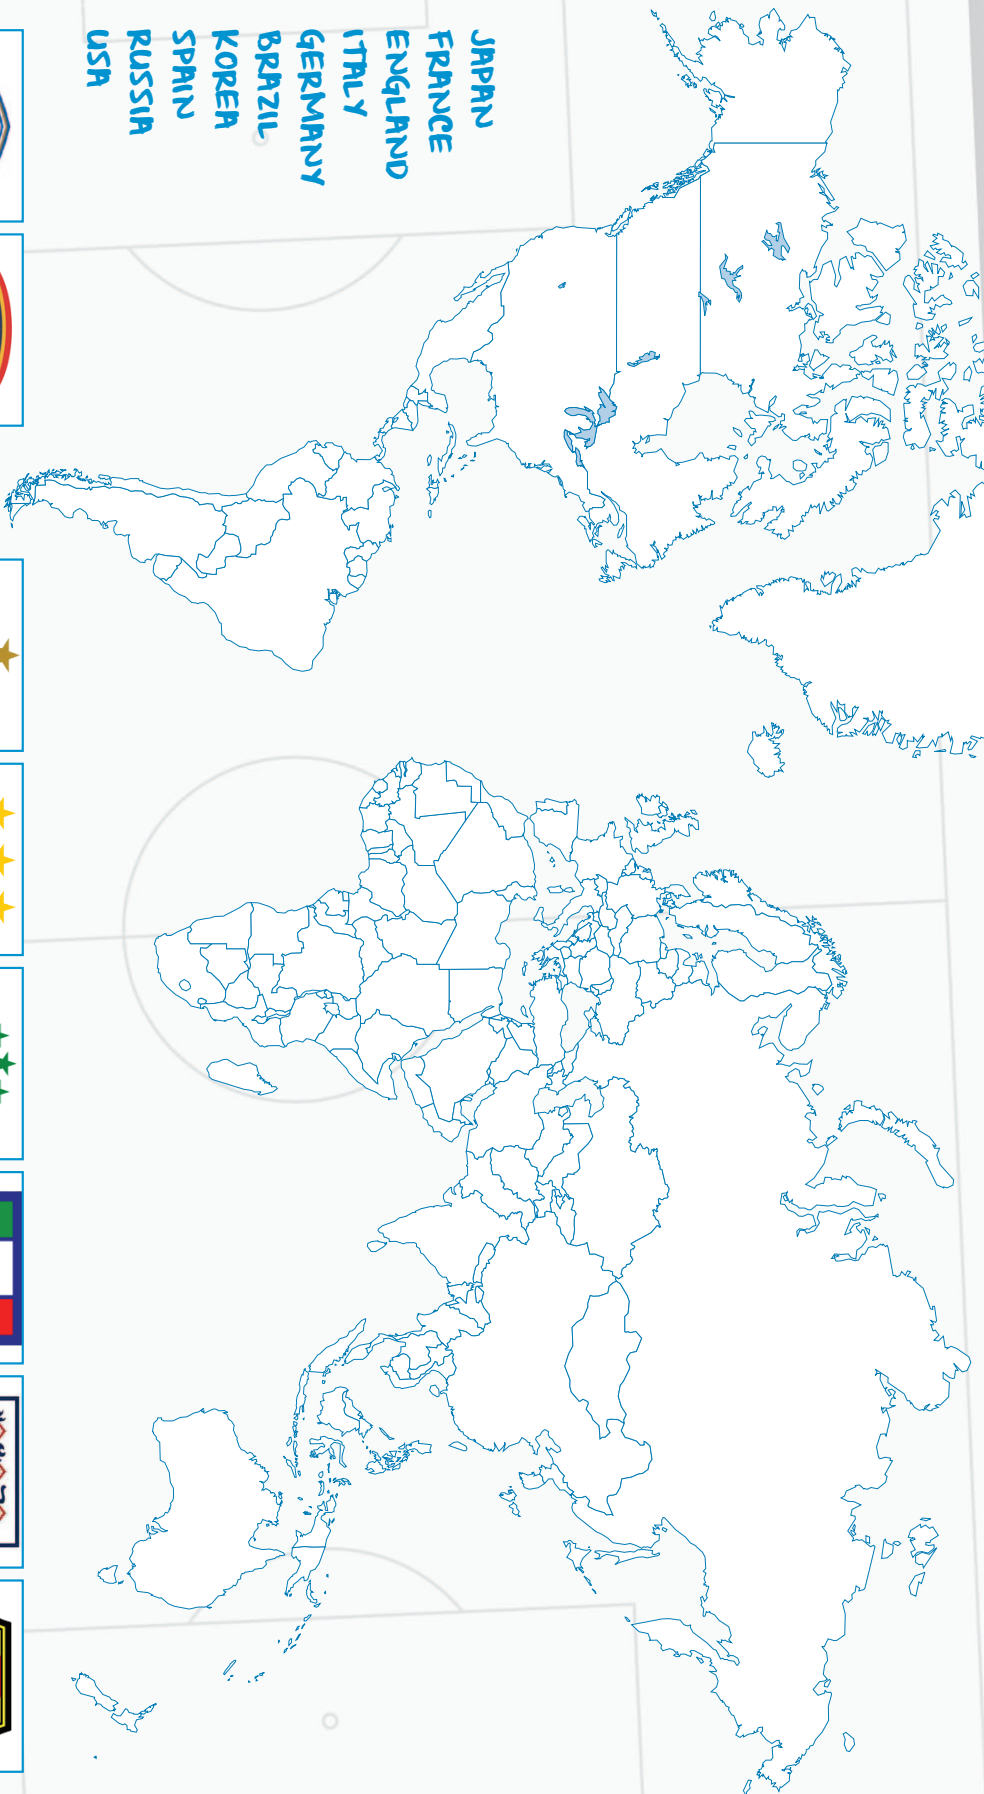 JAPAN
FRANCE
ENGLAND
ITALY
GERMANY
BRAZIL
KOREA
SPAIN
RUSSIA
USA